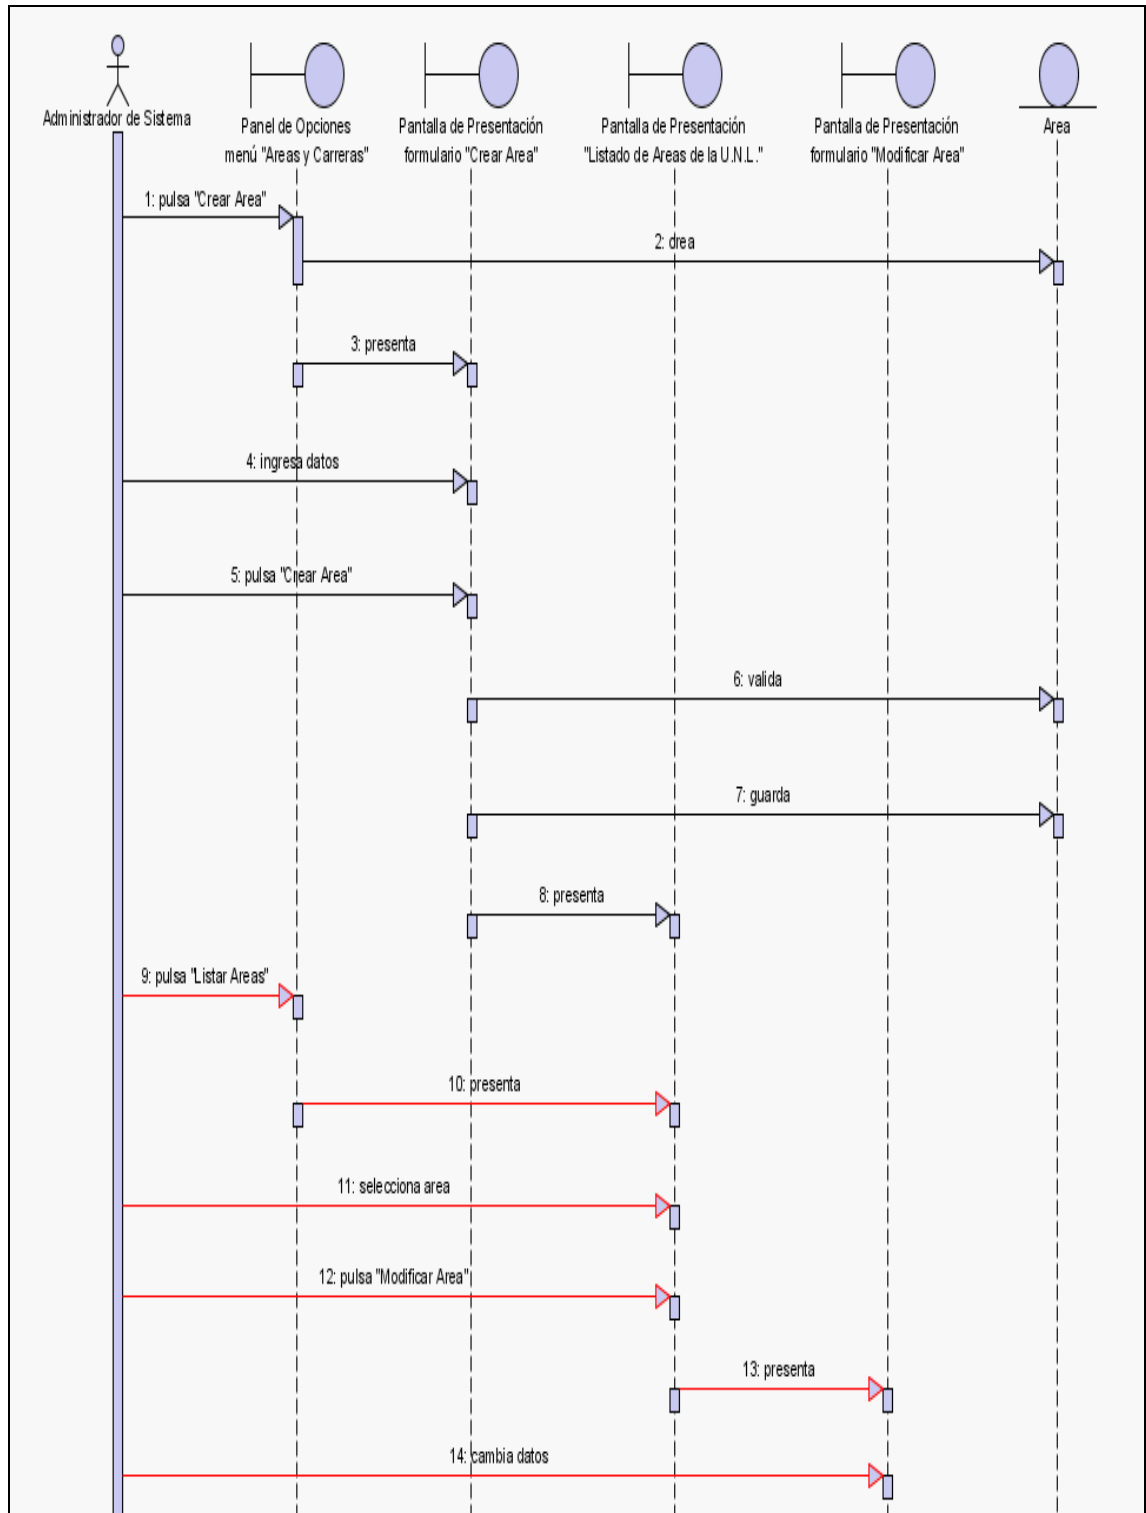 Administrador de Sistema
Panel de Opciones
menú "Areas y Carreras"
Pantalla de Presentación
formulario "Crear Area"
Pantalla de Presentación
"Listado de Areas de la U.N.L."
Pantalla de Presentación
formulario "Modificar Area"
Area
1: pulsa "Crear Area"
2: crea
3: presenta
4: ingresa datos
5: pulsa "Crear Area"
6: valida
7: guarda
8: presenta
9: pulsa "Listar Areas"
10: presenta
11: selecciona area
12: pulsa "Modificar Area"
13: presenta
14: cambia datos